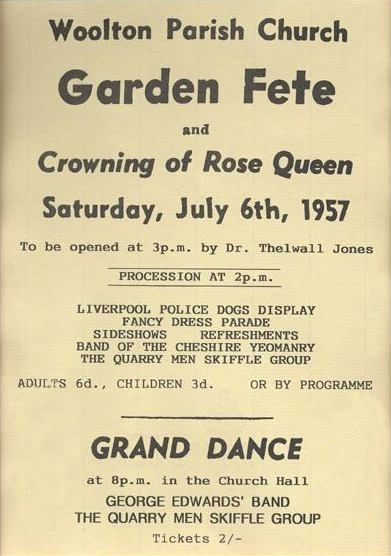 Woolton Parish Church
Garden Fete
and
Crowning of Rose Queen
Saturday, July 6th, 1957
To be opened at 3p.m. by Dr. Thelwall Jones
PROCESSION AT 2p.m.
LIVERPOOL POLICE DOGS DISPLAY
FANCY DRESS PARADE
SIDESHOWS REFRESHMENTS
BAND OF THE CHESHIRE YEOMANRY
THE QUARRY MEN SKIFFLE GROUP
ADULTS 6d., CHILDREN 3d. OR BY PROGRAMME
GRAND DANCE
at 8p.m. in the Church Hall
GEORGE EDWARDS' BAND
THE QUARRY MEN SKIFFLE GROUP
Tickets 2/-